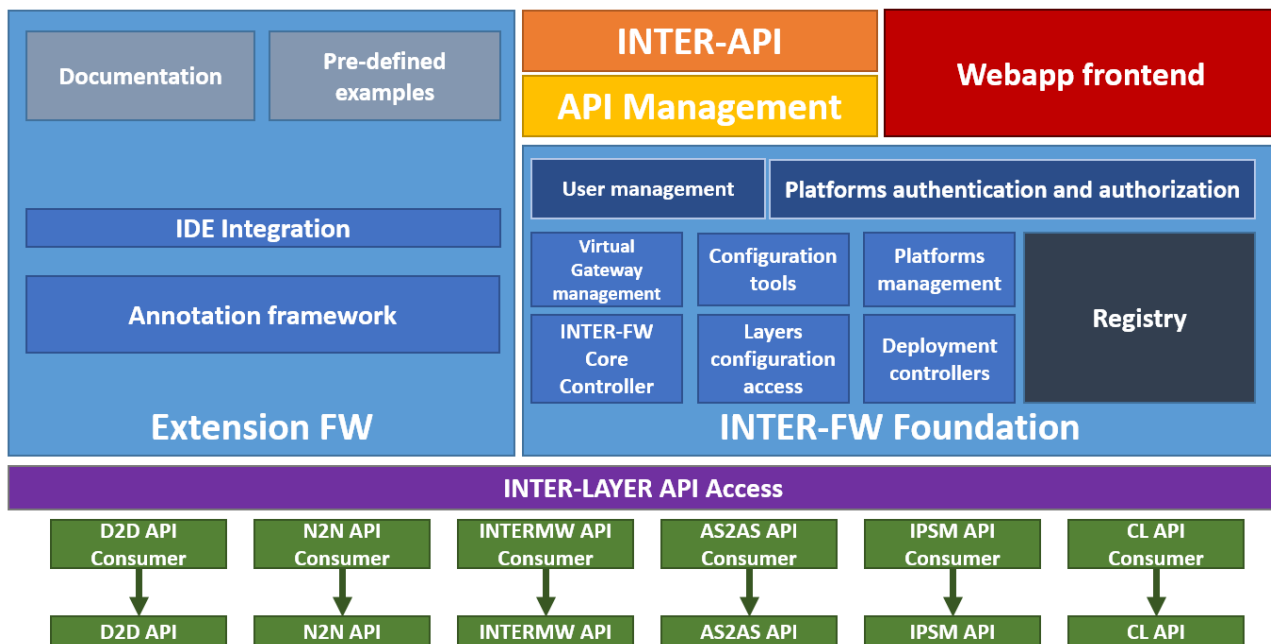 Documentation
Pre-defined
examples
IDE Integration
Annotation framework
Extension FW
INTER-API
API Management
Webapp frontend
User management
Platforms authentication and authorization
Virtual
Gateway
management
Configuration
tools
Platforms
management
Registry
INTER-FW
Core
Controller
Layers
configuration
access
Deployment
controllers
INTER-FW Foundation
INTER-LAYER API Access
D2D API
Consumer
N2N API
Consumer
INTERMW API
Consumer
AS2AS API
Consumer
IPSM API
Consumer
CL API
Consumer
D2D API
N2N API
INTERMW API
AS2AS API
IPSM API
CL API